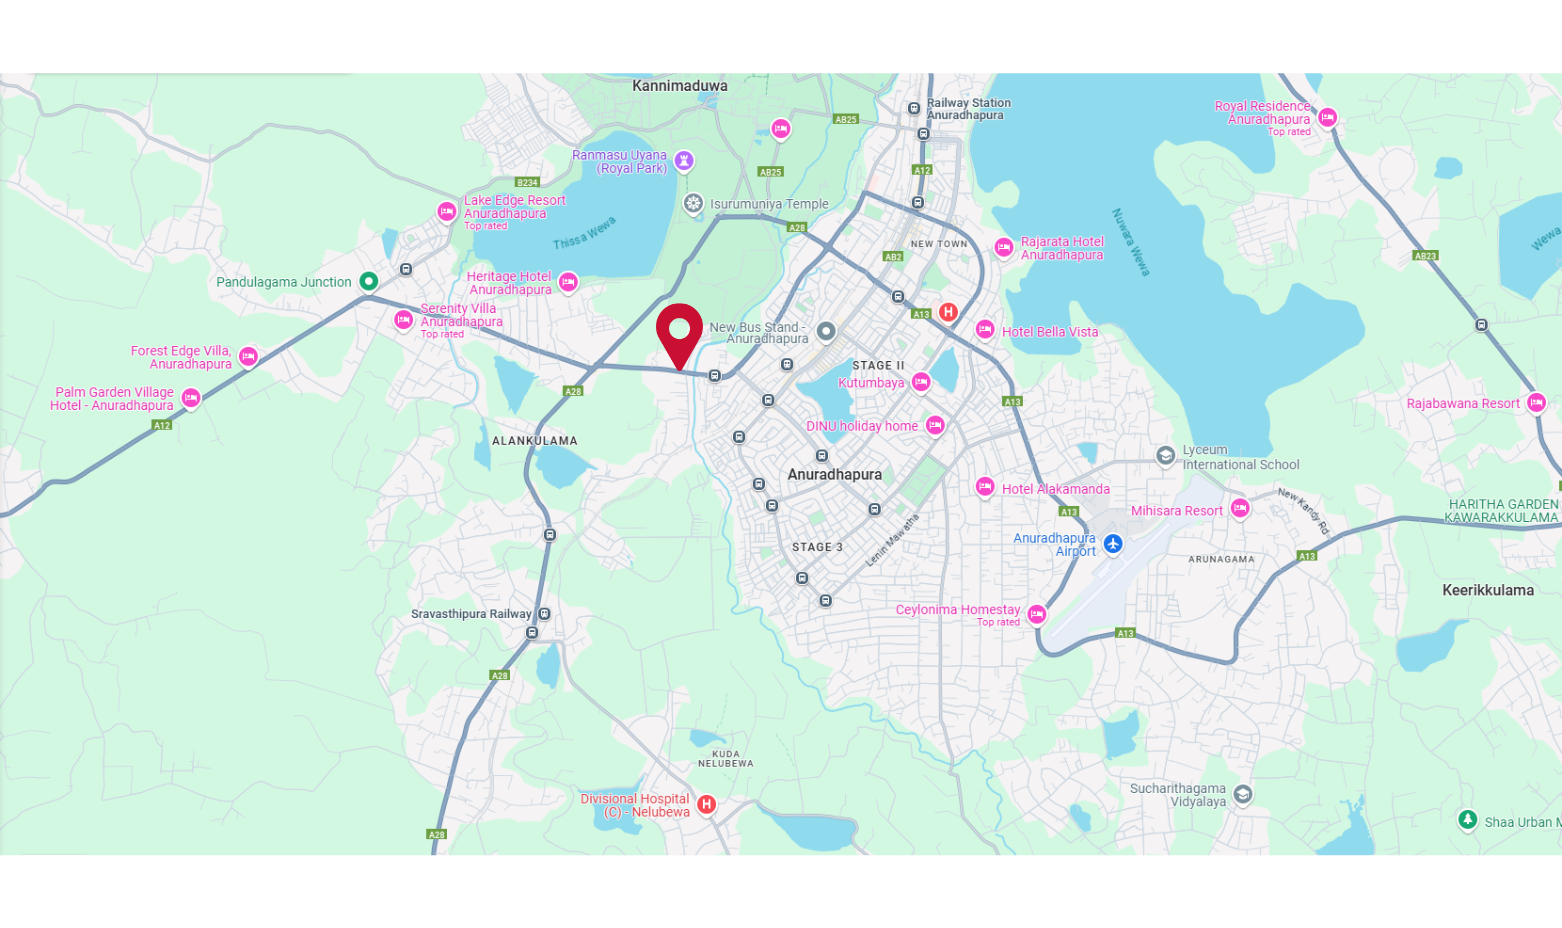 Kannimaduwa
Railway Station
Anuradhapura
Royal Residence
Anuradhapura
Top rated
AB25
Ranmasu Uyana
(Royal Park)
AB25
A12
B234
Lake Edge Resort
Anuradhapura
Top rated
Isurumuniya Temple
Thissa Wewa
A28
Nuwara Wewa
Wewa
NEW TOWN
Rajarata Hotel
Anuradhapura
AB2
AB23
Pandulagama Junction
Heritage Hotel
Anuradhapura
Serenity Villa
Anuradhapura
Top rated
A13
H
New Bus Stand -
Anuradhapura
Hotel Bella Vista
Forest Edge Villa,
Anuradhapura
STAGE II
Kutumbaya
Palm Garden Village
Hotel - Anuradhapura
A28
A13
Rajabawana Resort
A12
DINU holiday home
ALANKULAMA
Lyceum
International School
Anuradhapura
Hotel Alakamanda
New Kandy Rd
HARITHA GARDEN
KAWARAKKULAMA
A13
Mihisara Resort
Lenin Mawatha
Anuradhapura
Airport
STAGE 3
ARUNAGAMA
A13
Keerikkulama
Sravasthipura Railway
Ceylonima Homestay
Top rated
A13
A28
KUDA
NELUBEWA
Divisional Hospital
(C) - Nelubewa
H
Sucharithagama
Vidyalaya
Shaa Urban M
A28